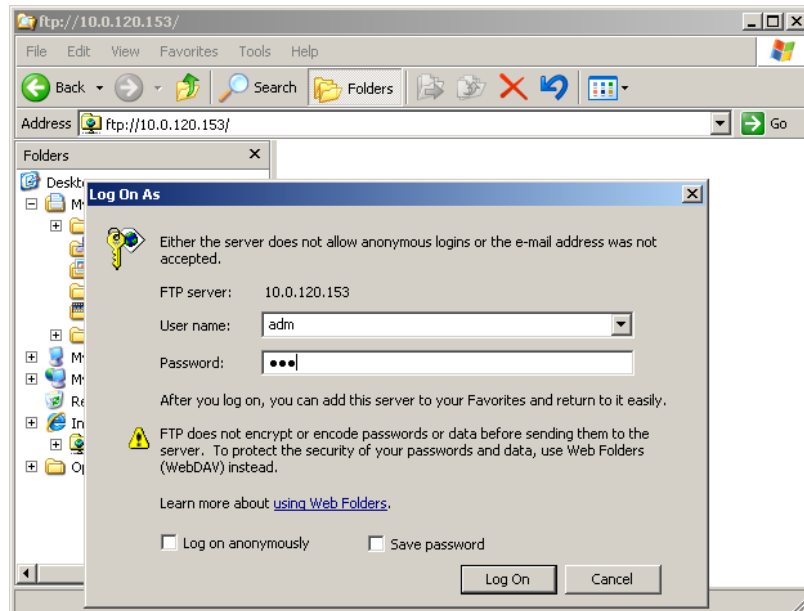 ftp://10.0.120.153/
File Edit View Favorites Tools Help
Back Search Folders
Address ftp://10.0.120.153/ Go
Folders x
Log On As
Either the server does not allow anonymous logins or the e-mail address was not
accepted.
FTP server: 10.0.120.153
User name: adm
Password: ●●●
After you log on, you can add this server to your Favorites and return to it easily.
FTP does not encrypt or encode passwords or data before sending them to the
server. To protect the security of your passwords and data, use Web Folders
(WebDAV) instead.
Learn more about using Web Folders.
Log on anonymously Save password
Log On Cancel